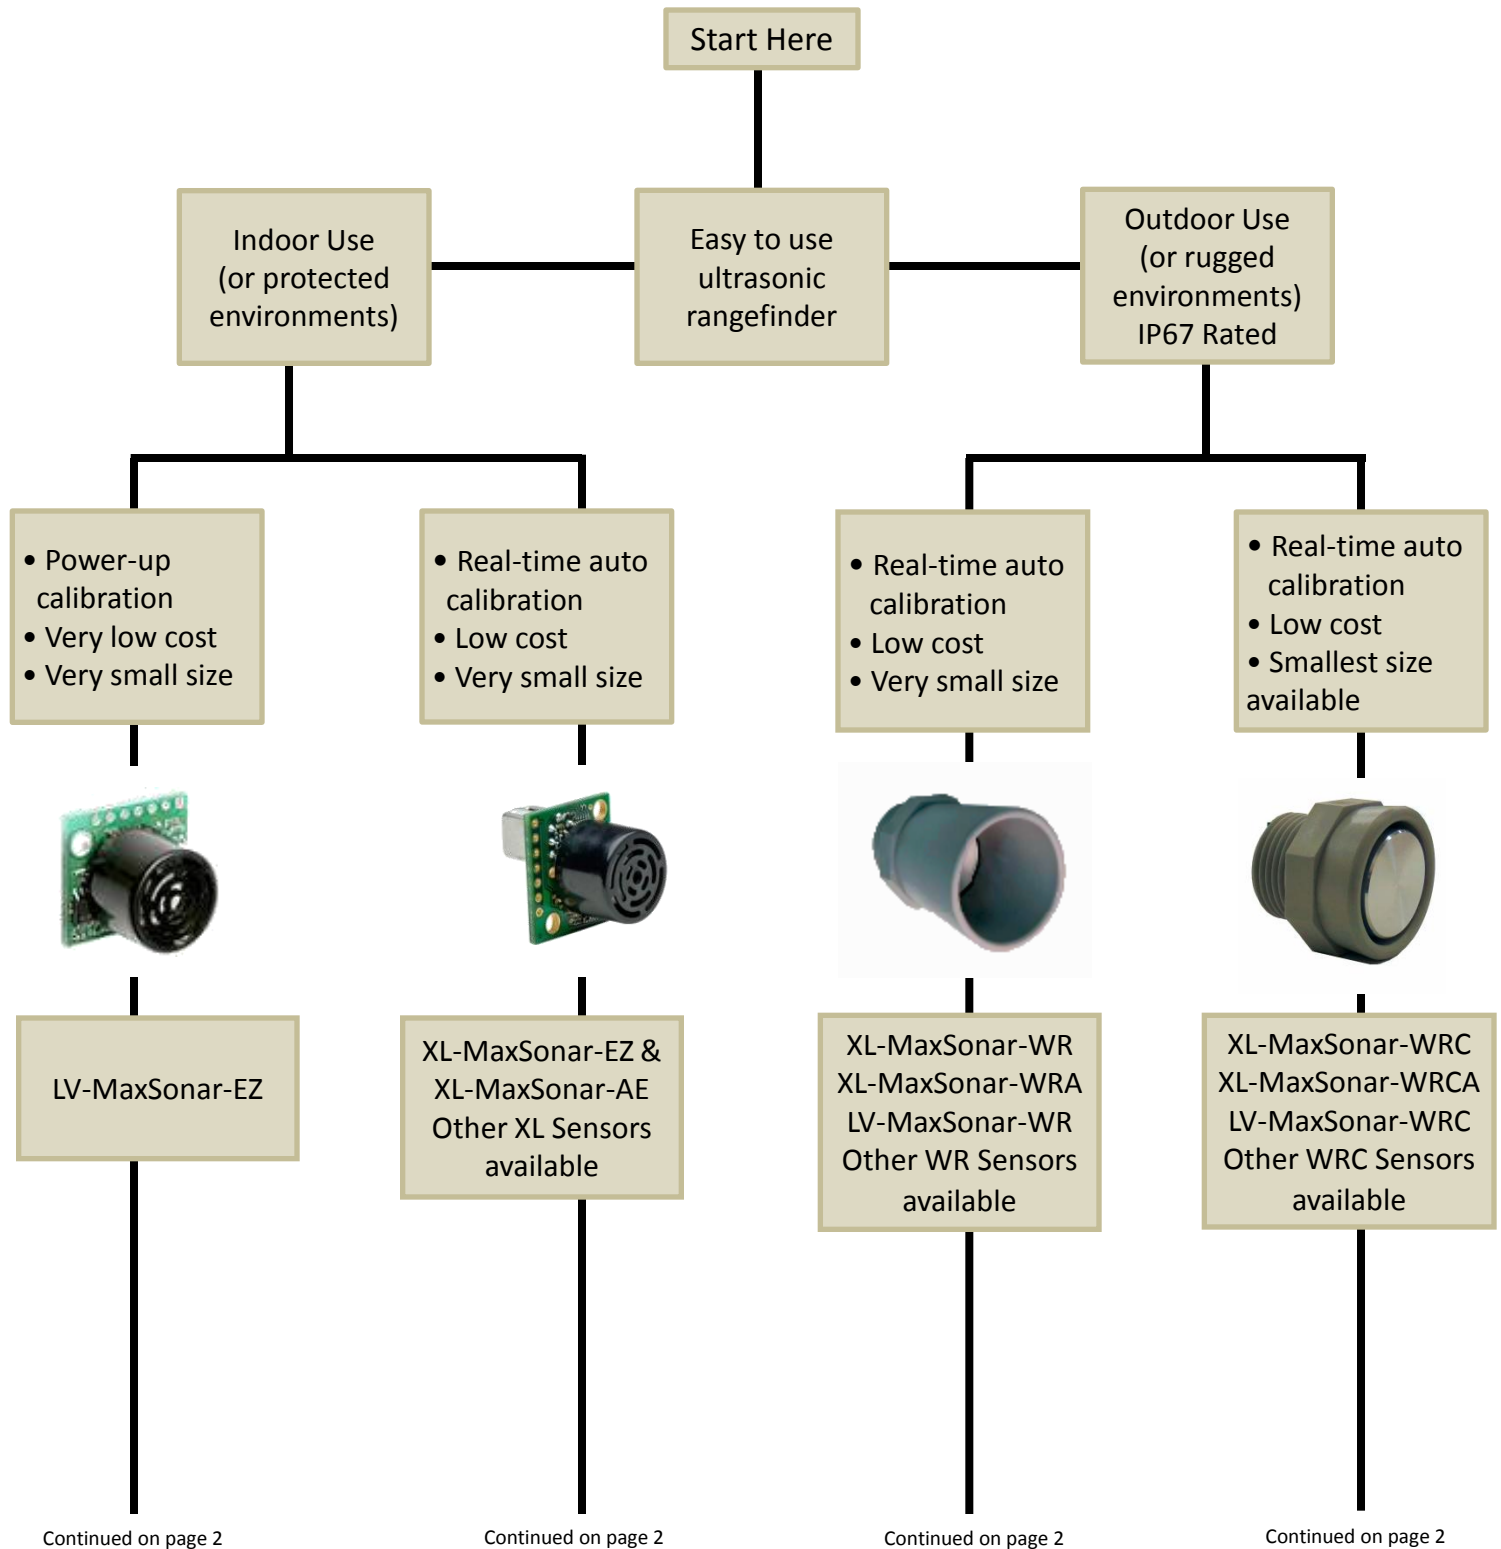 Start Here
Indoor Use
(or protected
environments)
Easy to use
ultrasonic
rangefinder
Outdoor Use
(or rugged
environments)
IP67 Rated
• Power-up
calibration
• Very low cost
• Very small size
• Real-time auto
calibration
• Low cost
• Very small size
• Real-time auto
calibration
• Low cost
• Very small size
• Real-time auto
calibration
• Low cost
• Smallest size
available
LV-MaxSonar-EZ
XL-MaxSonar-EZ &
XL-MaxSonar-AE
Other XL Sensors
available
XL-MaxSonar-WR
XL-MaxSonar-WRA
LV-MaxSonar-WR
Other WR Sensors
available
XL-MaxSonar-WRC
XL-MaxSonar-WRCA
LV-MaxSonar-WRC
Other WRC Sensors
available
Continued on page 2
Continued on page 2
Continued on page 2
Continued on page 2